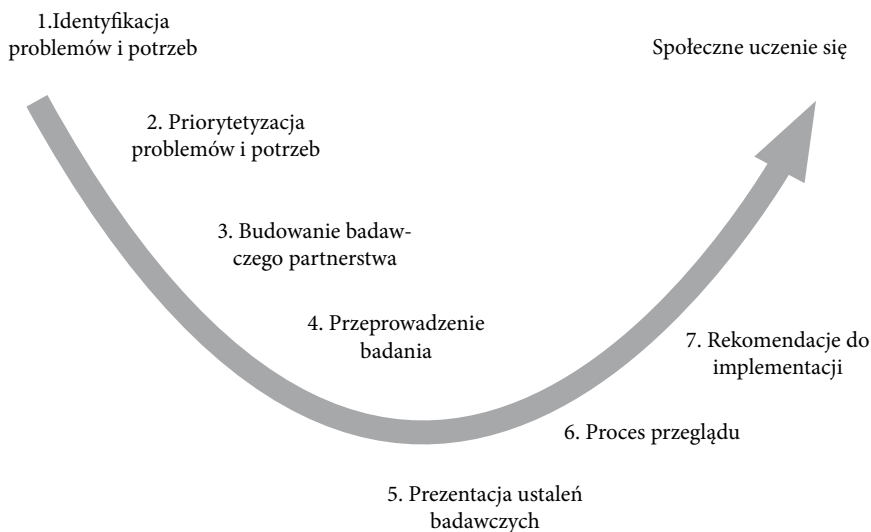 1.Identyfikacja
problemów i potrzeb
Społeczne uczenie się
2. Priorytetyzacja
problemów i potrzeb
3. Budowanie badaw-
czego partnerstwa
4. Przeprowadzenie
badania
7. Rekomendacje do
implementacji
6. Proces przeglądu
5. Prezentacja ustaleń
badawczych